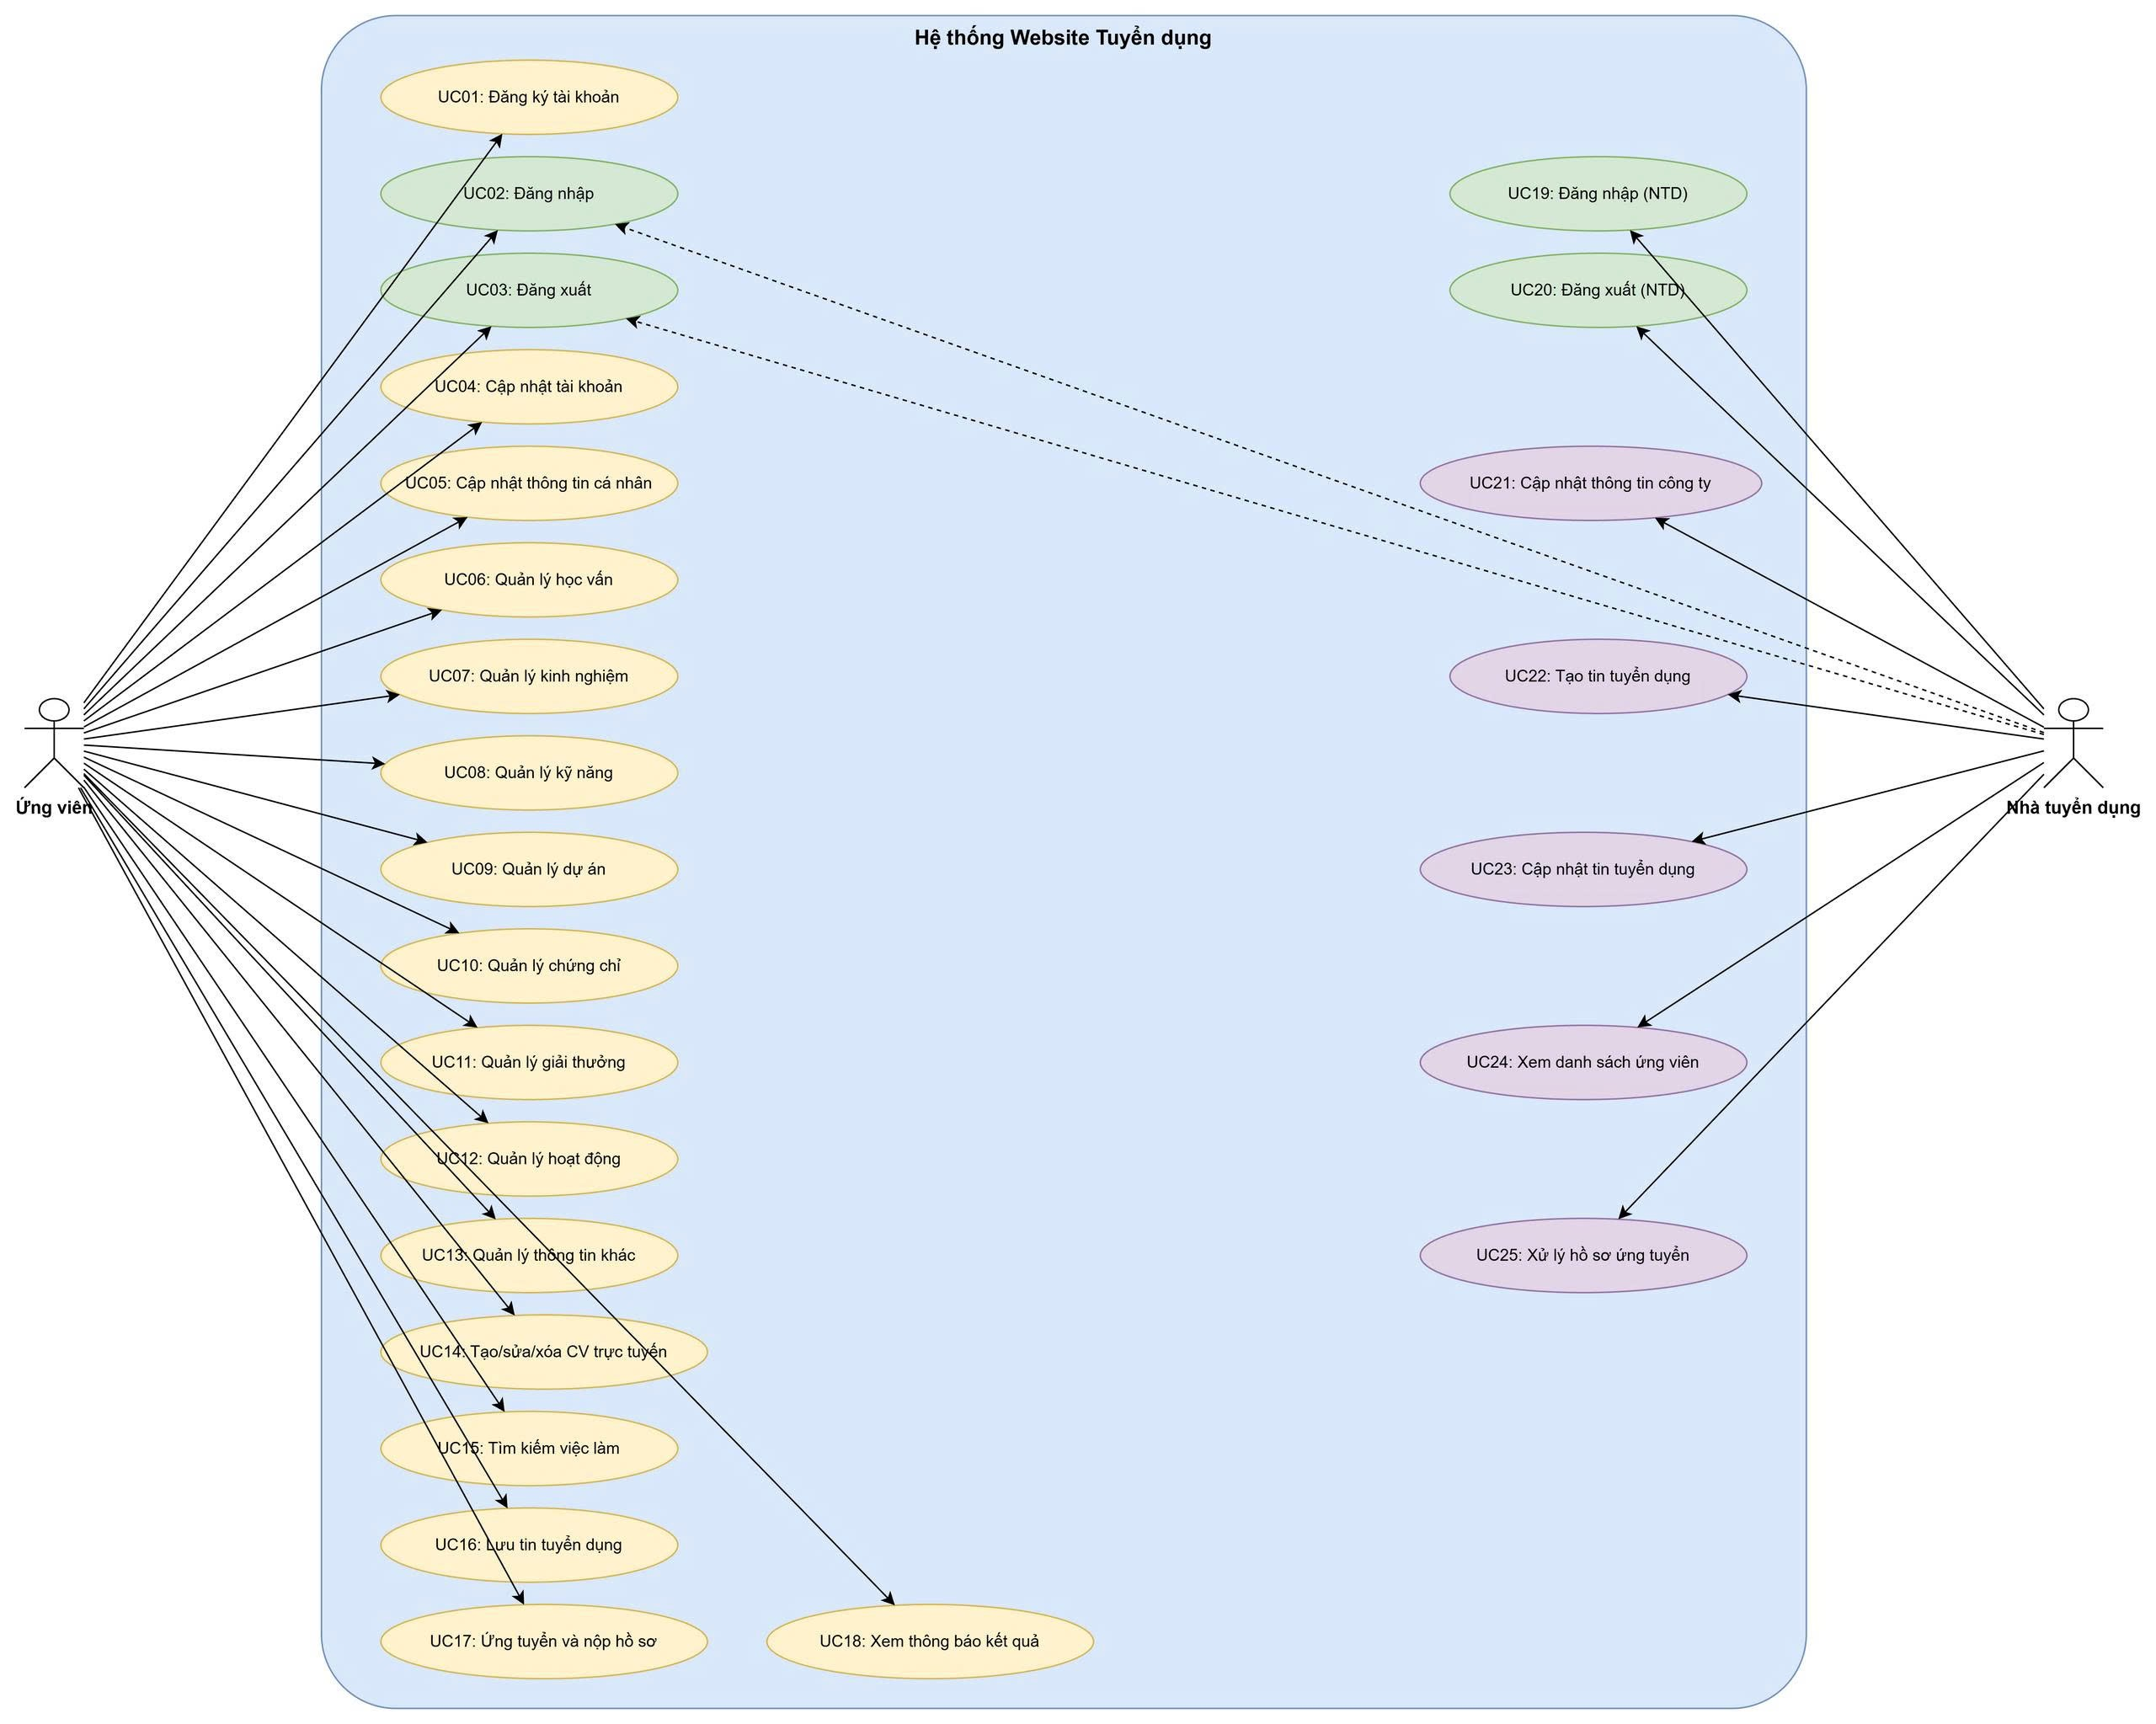 Hệ thống Website Tuyển dụng
UC01: Đăng ký tài khoản
UC02: Đăng nhập
UC03: Đăng xuất
UC04: Cập nhật tài khoản
UC05: Cập nhật thông tin cá nhân
UC06: Quản lý học vấn
UC07: Quản lý kinh nghiệm
UC08: Quản lý kỹ năng
UC09: Quản lý dự án
UC10: Quản lý chứng chỉ
UC11: Quản lý giải thưởng
UC12: Quản lý hoạt động
UC13: Quản lý thông tin khác
UC14: Tạo/sửa/xóa CV trực tuyến
UC15: Tìm kiếm việc làm
UC16: Lưu tin tuyển dụng
UC17: Ứng tuyển và nộp hồ sơ
UC18: Xem thông báo kết quả
UC19: Đăng nhập (NTD)
UC20: Đăng xuất (NTD)
UC21: Cập nhật thông tin công ty
UC22: Tạo tin tuyển dụng
UC23: Cập nhật tin tuyển dụng
UC24: Xem danh sách ứng viên
UC25: Xử lý hồ sơ ứng tuyển
Ứng viên
Nhà tuyển dụng